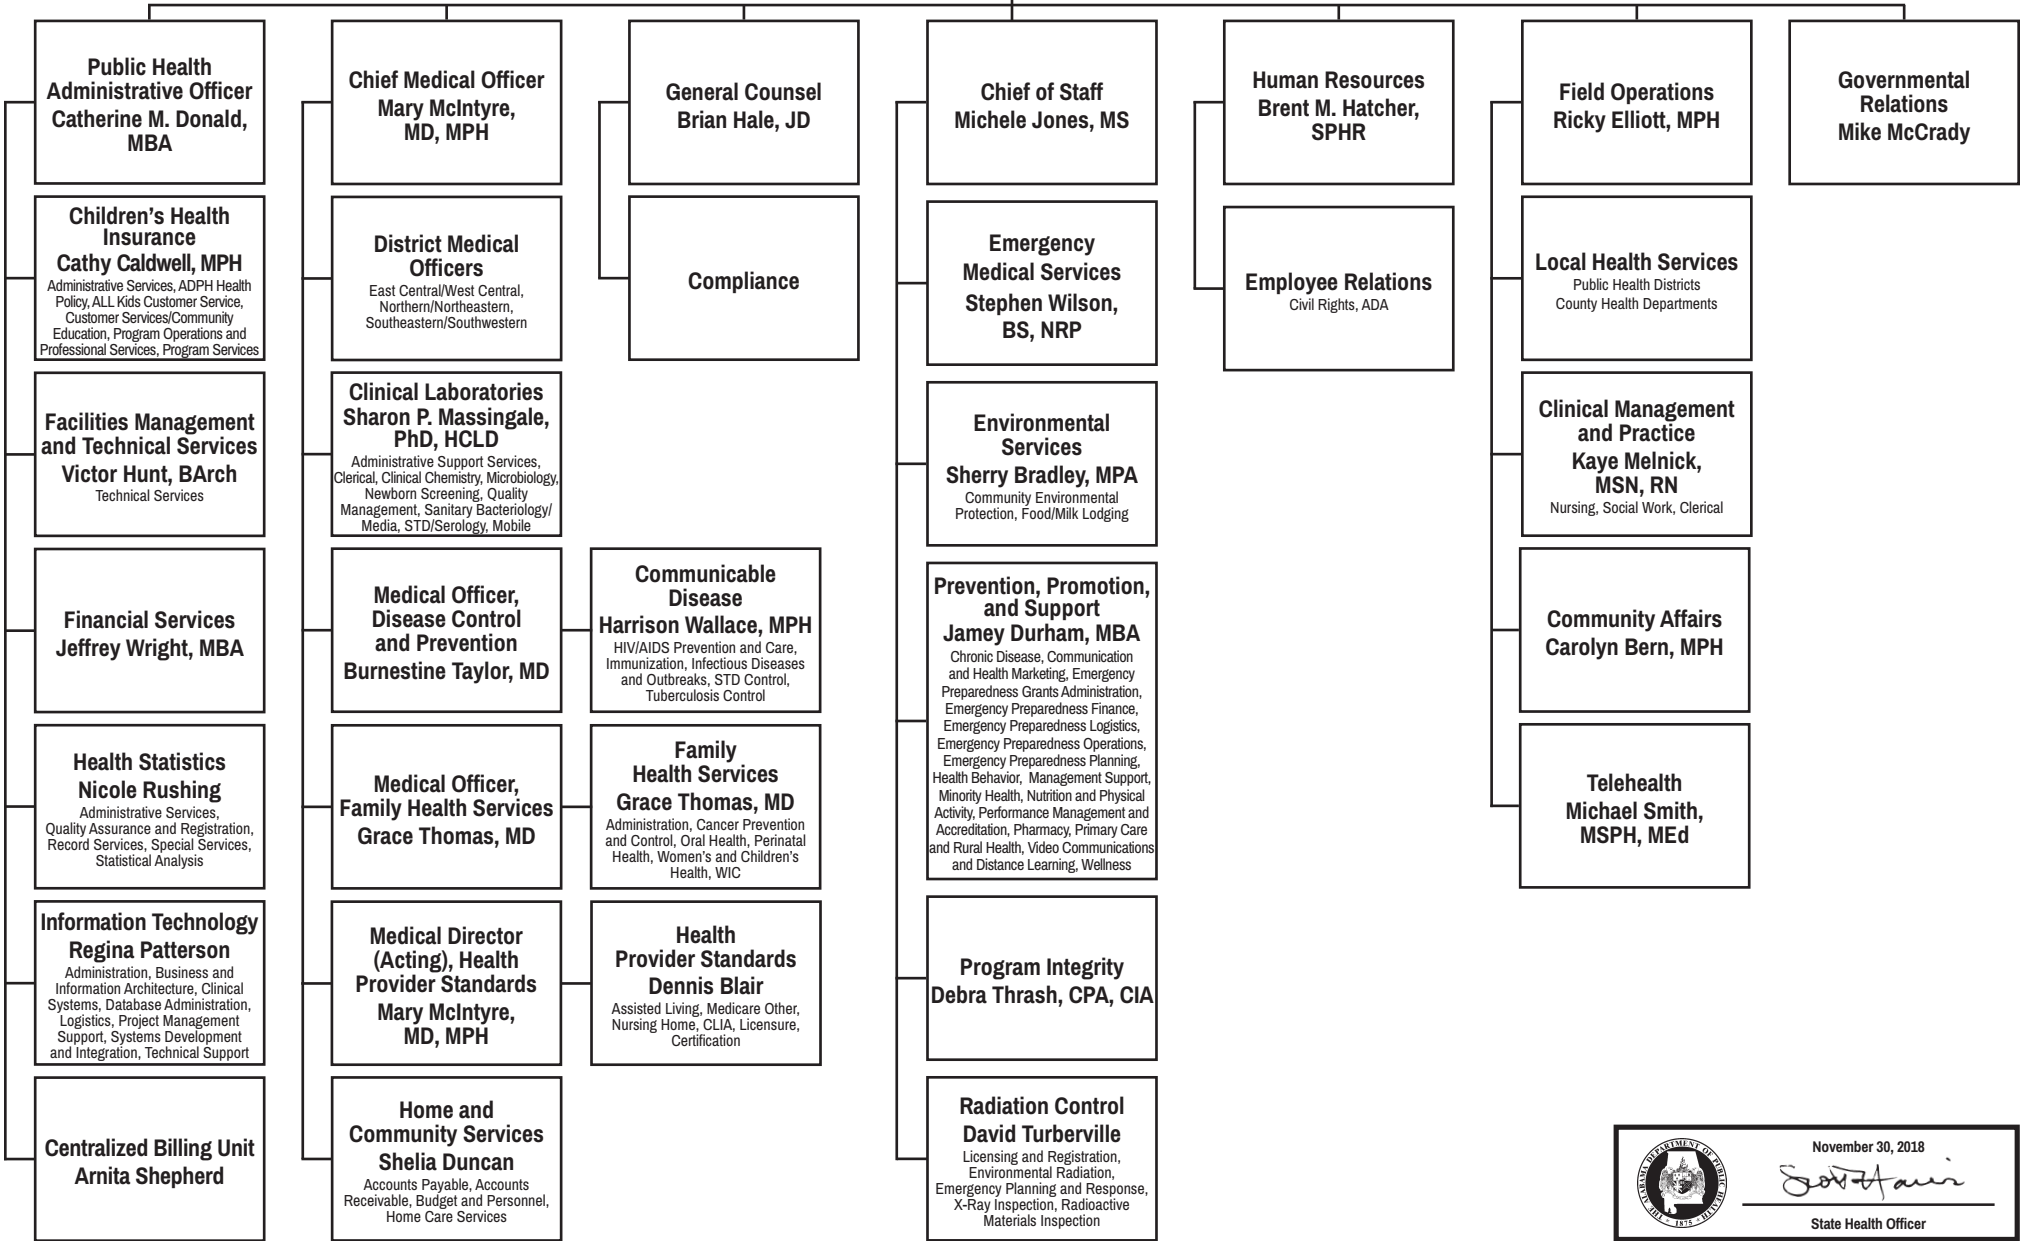 Public Health
Administrative Officer
Catherine M. Donald,
MBA
Children’s Health
Insurance
Cathy Caldwell, MPH
Administrative Services, ADPH Health
Policy, ALL Kids Customer Service,
Customer Services/Community
Education, Program Operations and
Professional Services, Program Services
Facilities Management
and Technical Services
Victor Hunt, BArch
Technical Services
Financial Services
Jeffrey Wright, MBA
Health Statistics
Nicole Rushing
Administrative Services,
Quality Assurance and Registration,
Record Services, Special Services,
Statistical Analysis
Information Technology
Regina Patterson
Administration, Business and
Information Architecture, Clinical
Systems, Database Administration,
Logistics, Project Management
Support, Systems Development
and Integration, Technical Support
Centralized Billing Unit
Arnita Shepherd
Chief Medical Officer
Mary McIntyre,
MD, MPH
District Medical
Officers
East Central/West Central,
Northern/Northeastern,
Southeastern/Southwestern
Clinical Laboratories
Sharon P. Massingale,
PhD, HCLD
Administrative Support Services,
Clerical, Clinical Chemistry, Microbiology,
Newborn Screening, Quality
Management, Sanitary Bacteriology/
Media, STD/Serology, Mobile
Medical Officer,
Disease Control
and Prevention
Burnestine Taylor, MD
Communicable
Disease
Harrison Wallace, MPH
HIV/AIDS Prevention and Care,
Immunization, Infectious Diseases
and Outbreaks, STD Control,
Tuberculosis Control
Medical Officer,
Family Health Services
Grace Thomas, MD
Family
Health Services
Grace Thomas, MD
Administration, Cancer Prevention
and Control, Oral Health, Perinatal
Health, Women’s and Children’s
Health, WIC
Medical Director
(Acting), Health
Provider Standards
Mary McIntyre,
MD, MPH
Health
Provider Standards
Dennis Blair
Assisted Living, Medicare Other,
Nursing Home, CLIA, Licensure,
Certification
Home and
Community Services
Shelia Duncan
Accounts Payable, Accounts
Receivable, Budget and Personnel,
Home Care Services
General Counsel
Brian Hale, JD
Compliance
Chief of Staff
Michele Jones, MS
Emergency
Medical Services
Stephen Wilson,
BS, NRP
Environmental
Services
Sherry Bradley, MPA
Community Environmental
Protection, Food/Milk Lodging
Prevention, Promotion,
and Support
Jamey Durham, MBA
Chronic Disease, Communication
and Health Marketing, Emergency
Preparedness Grants Administration,
Emergency Preparedness Finance,
Emergency Preparedness Logistics,
Emergency Preparedness Operations,
Emergency Preparedness Planning,
Health Behavior, Management Support,
Minority Health, Nutrition and Physical
Activity, Performance Management and
Accreditation, Pharmacy, Primary Care
and Rural Health, Video Communications
and Distance Learning, Wellness
Program Integrity
Debra Thrash, CPA, CIA
Radiation Control
David Turberville
Licensing and Registration,
Environmental Radiation,
Emergency Planning and Response,
X-Ray Inspection, Radioactive
Materials Inspection
Human Resources
Brent M. Hatcher,
SPHR
Employee Relations
Civil Rights, ADA
Field Operations
Ricky Elliott, MPH
Local Health Services
Public Health Districts
County Health Departments
Clinical Management
and Practice
Kaye Melnick,
MSN, RN
Nursing, Social Work, Clerical
Community Affairs
Carolyn Bern, MPH
Telehealth
Michael Smith,
MSPH, MEd
Governmental
Relations
Mike McCrady
THE ALABAMA DEPARTMENT OF PUBLIC HEALTH
1875
November 30, 2018
Scott Harris
State Health Officer